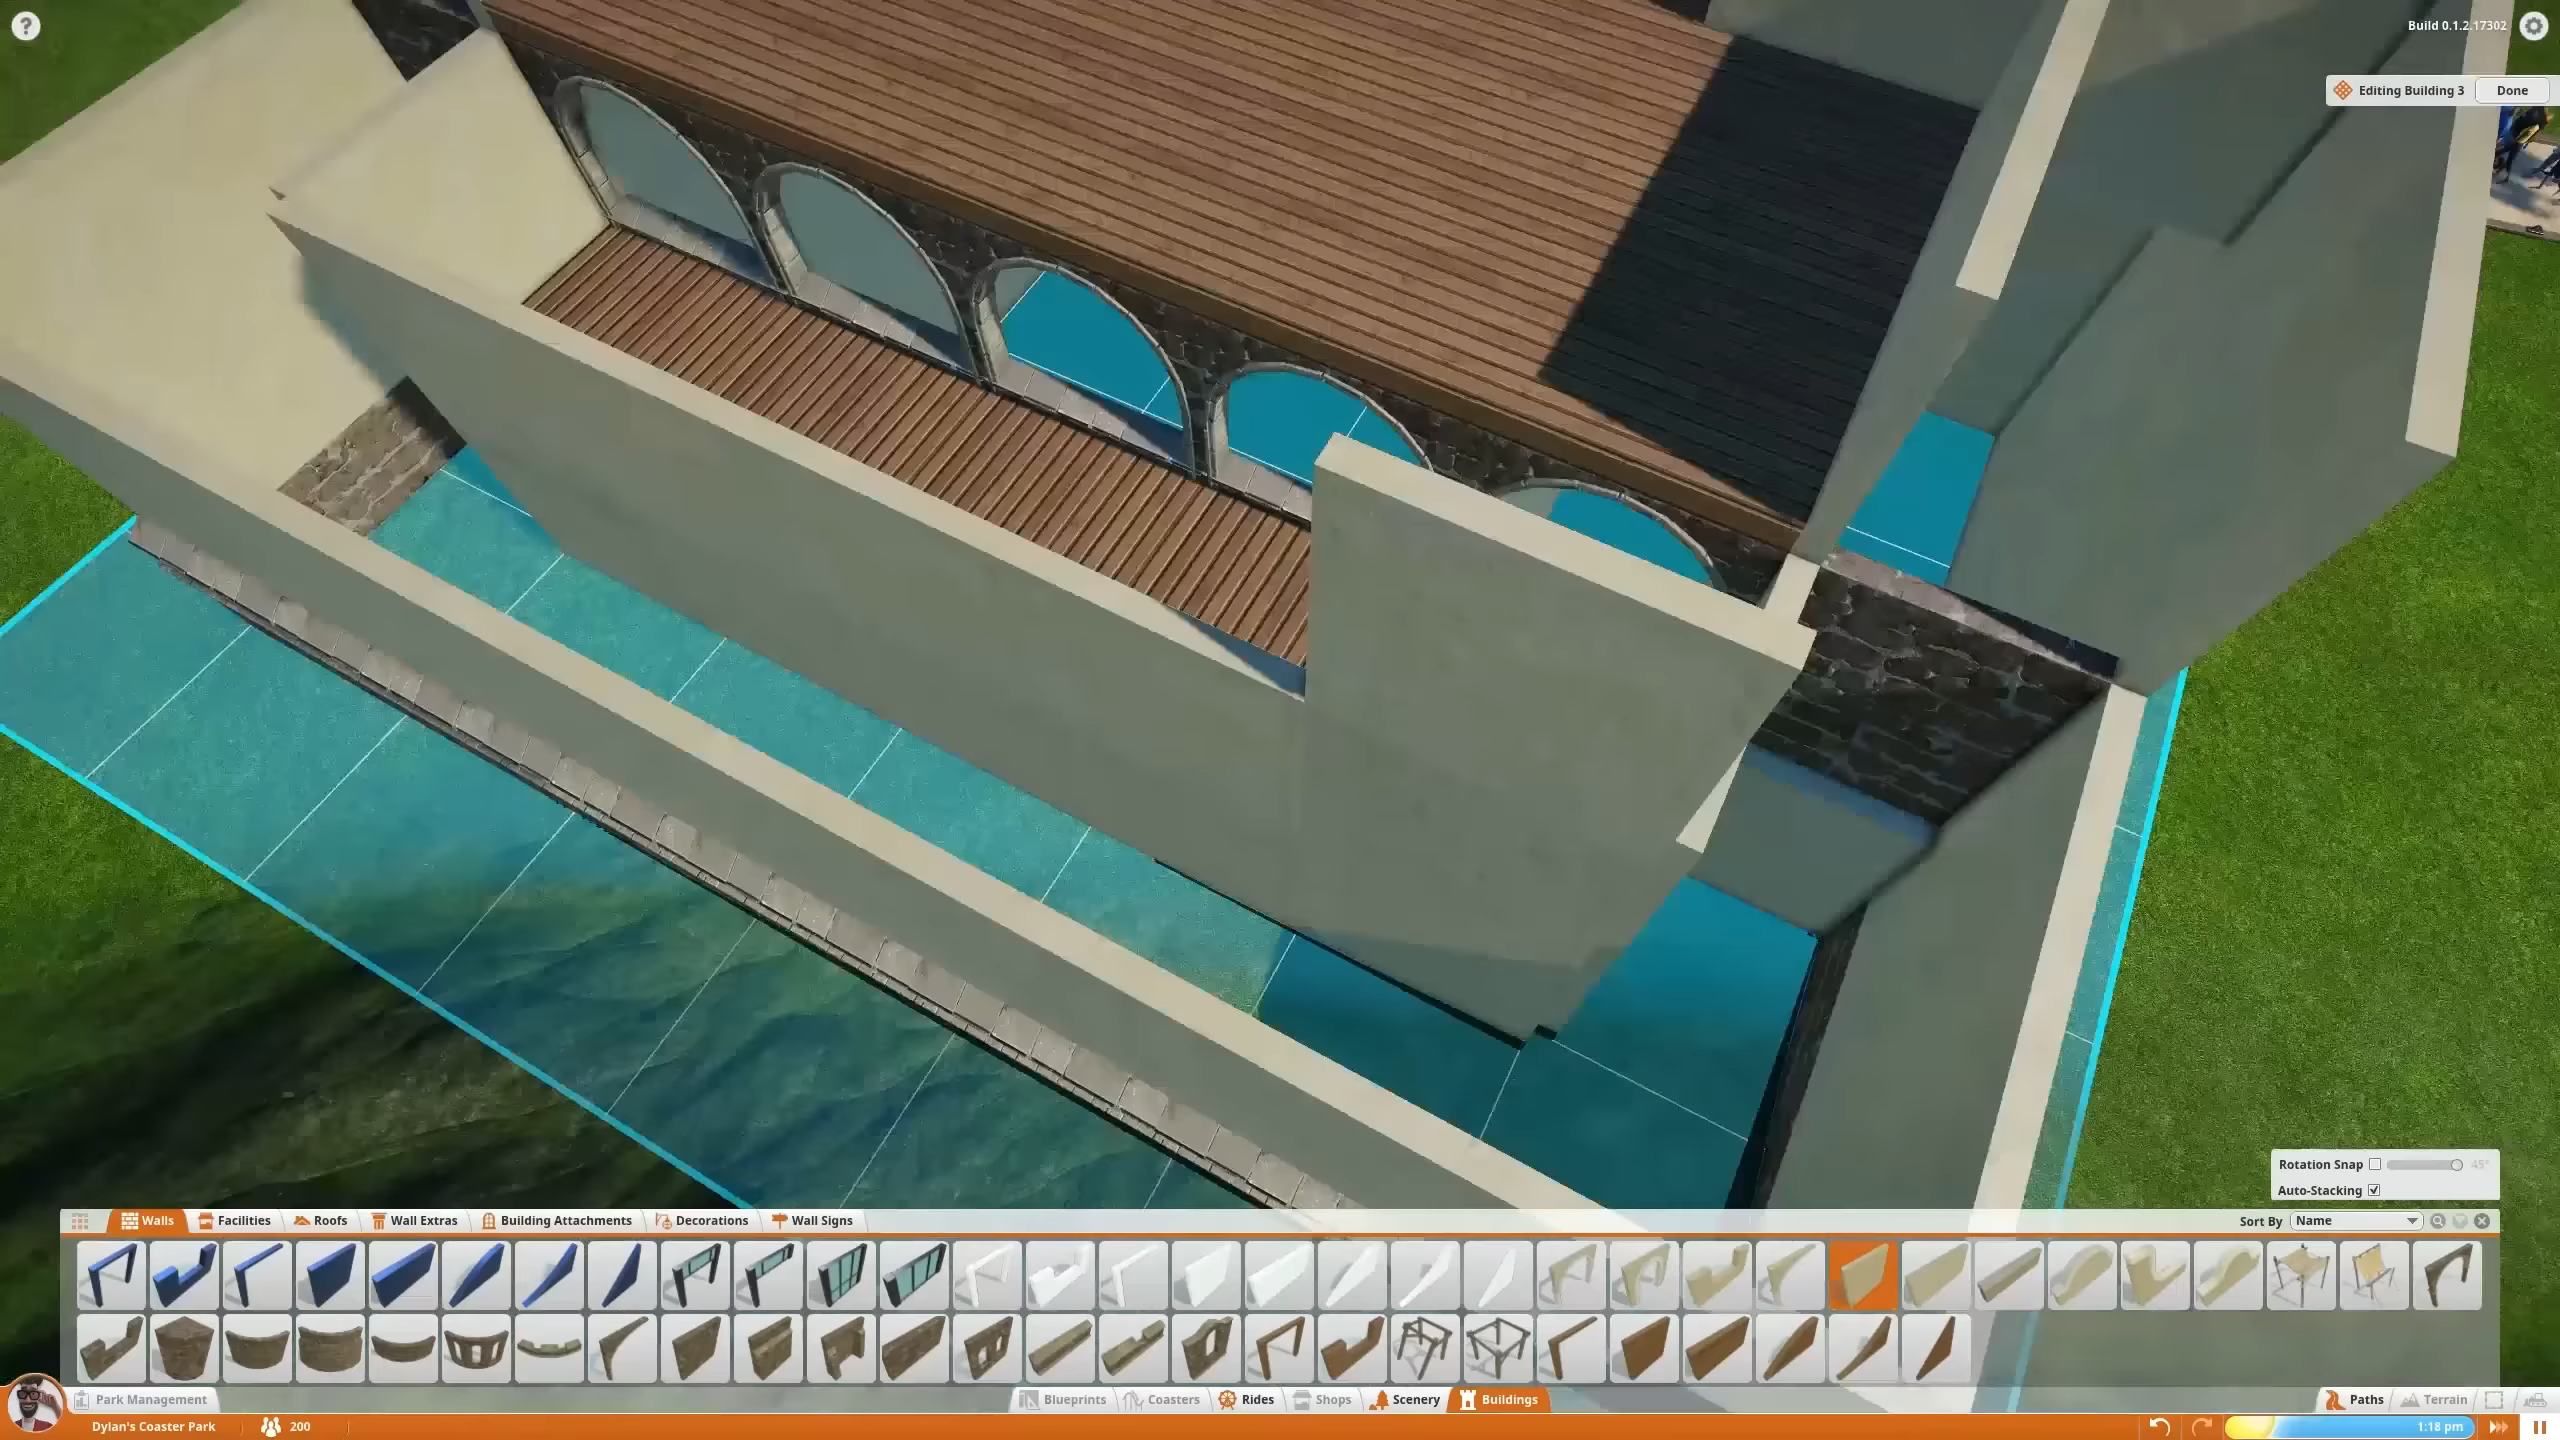 ?
Build 0.1.2.17302
Editing Building 3 Done
Rotation Snap 45°
Auto-Stacking
Walls Facilities Roofs Wall Extras Building Attachments Decorations Wall Signs Sort By Name
Park Management Blueprints Coasters Rides Shops Scenery Buildings Paths Terrain
Dylan's Coaster Park 200 1:18 pm